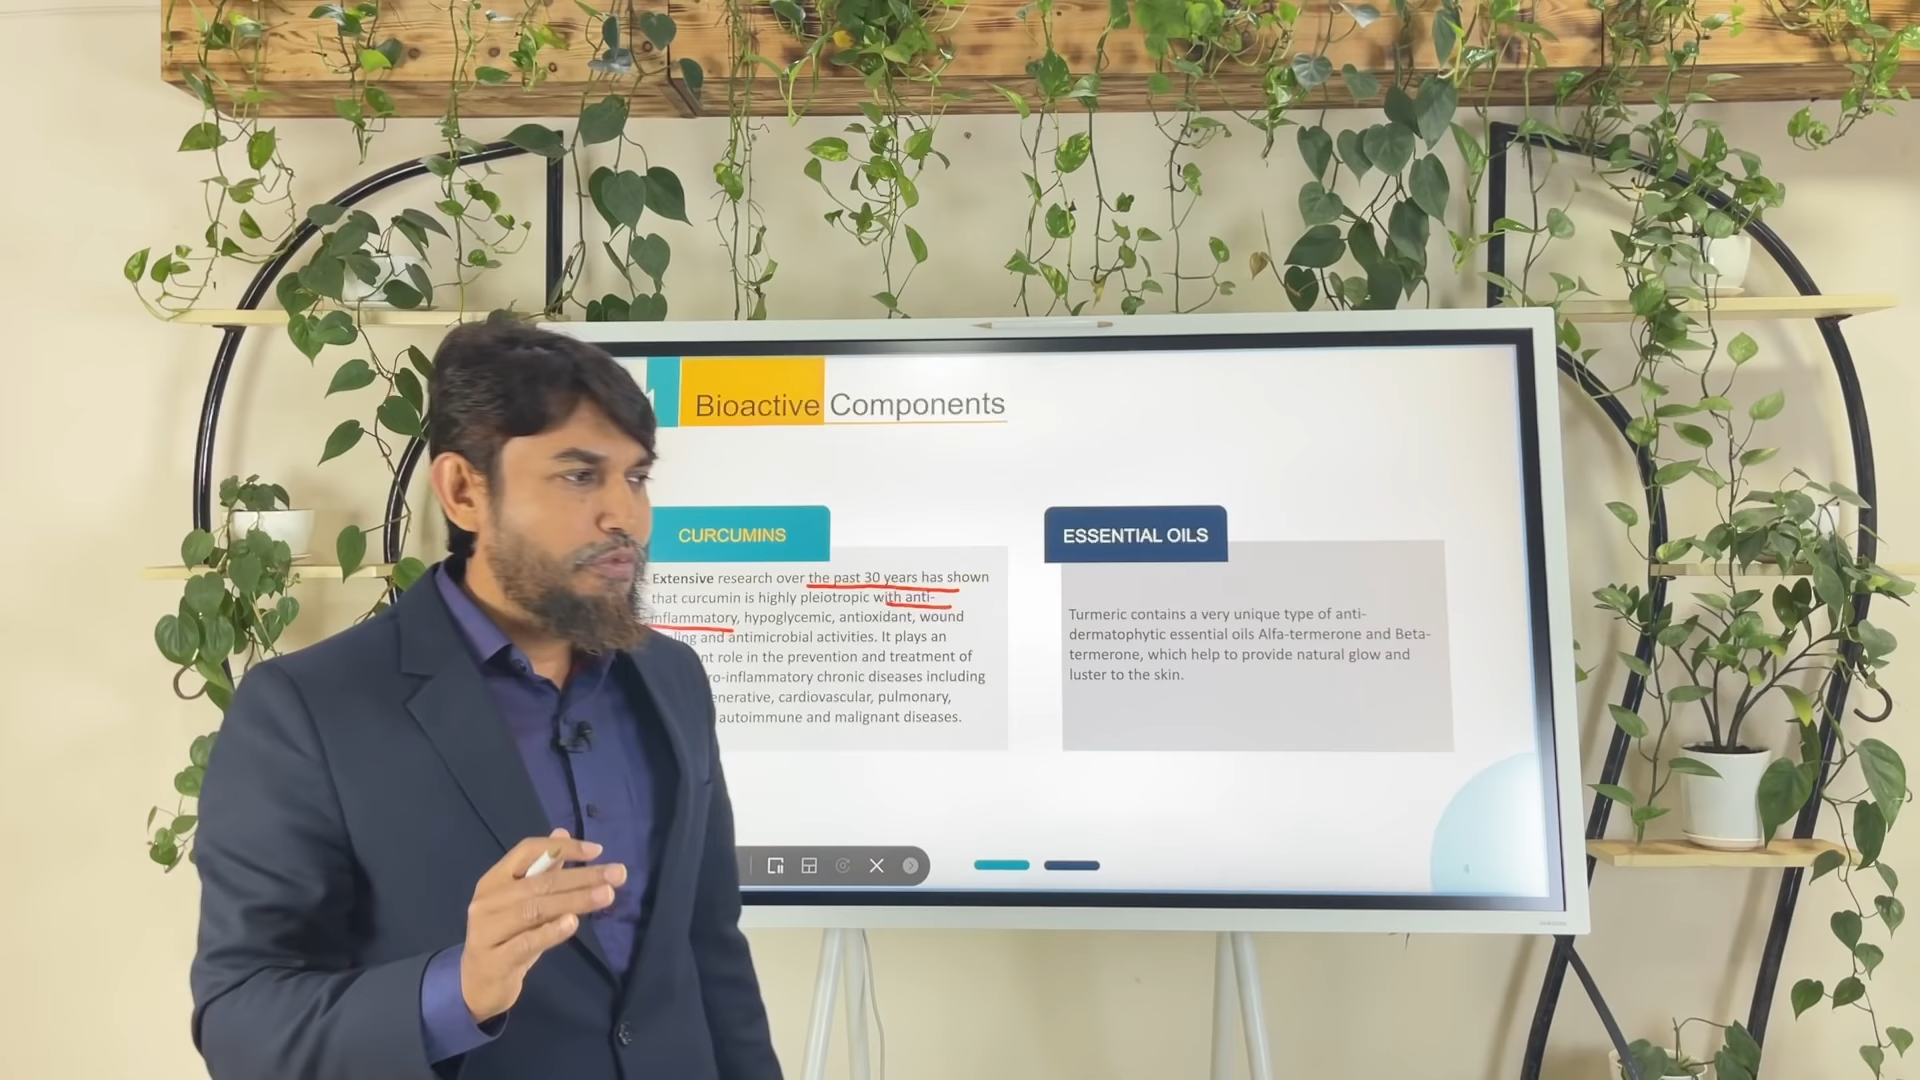 Bioactive Components
CURCUMINS
Extensive research over the past 30 years has shown
that curcumin is highly pleiotropic with anti-
inflammatory, hypoglycemic, antioxidant, wound
and antimicrobial activities. It plays an
role in the prevention and treatment of
chronic diseases including
cardiovascular, pulmonary,
autoimmune and malignant diseases.
ESSENTIAL OILS
Turmeric contains a very unique type of anti-
dermatophytic essential oils Alfa-termerone and Beta-
termerone, which help to provide natural glow and
luster to the skin.
4